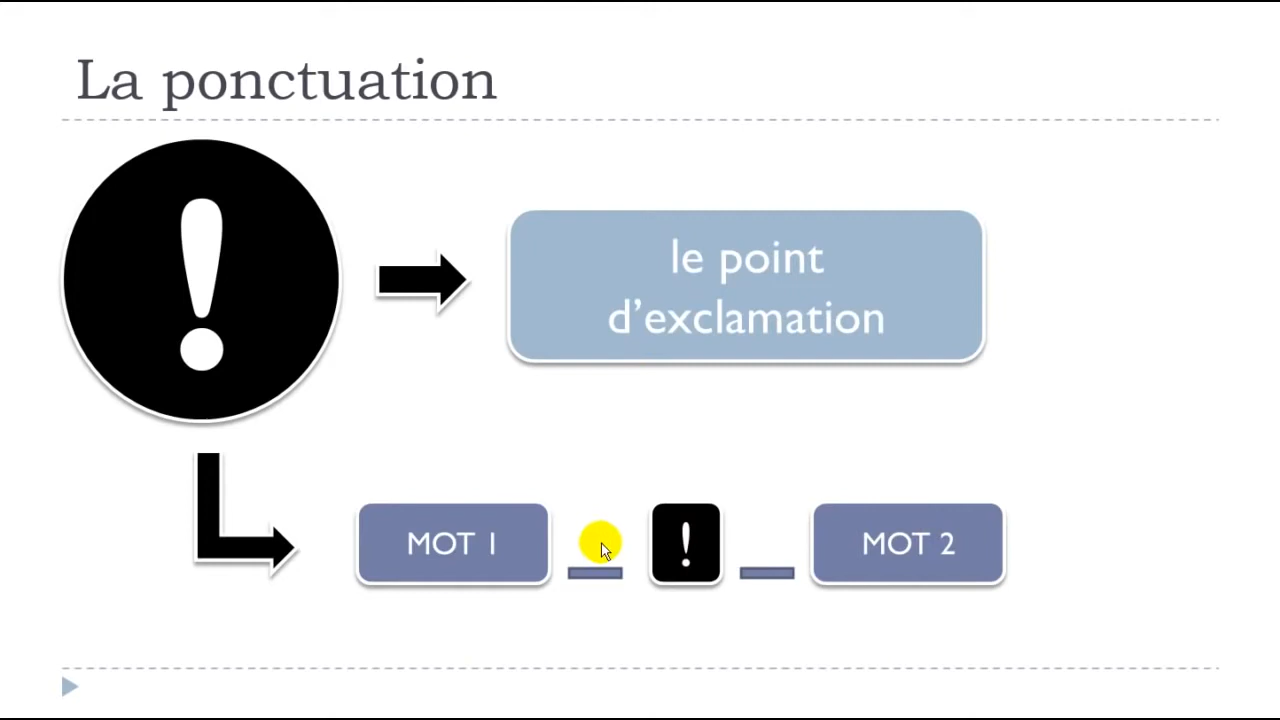 La ponctuation
!
le point
d’exclamation
MOT 1 _ ! _ MOT 2